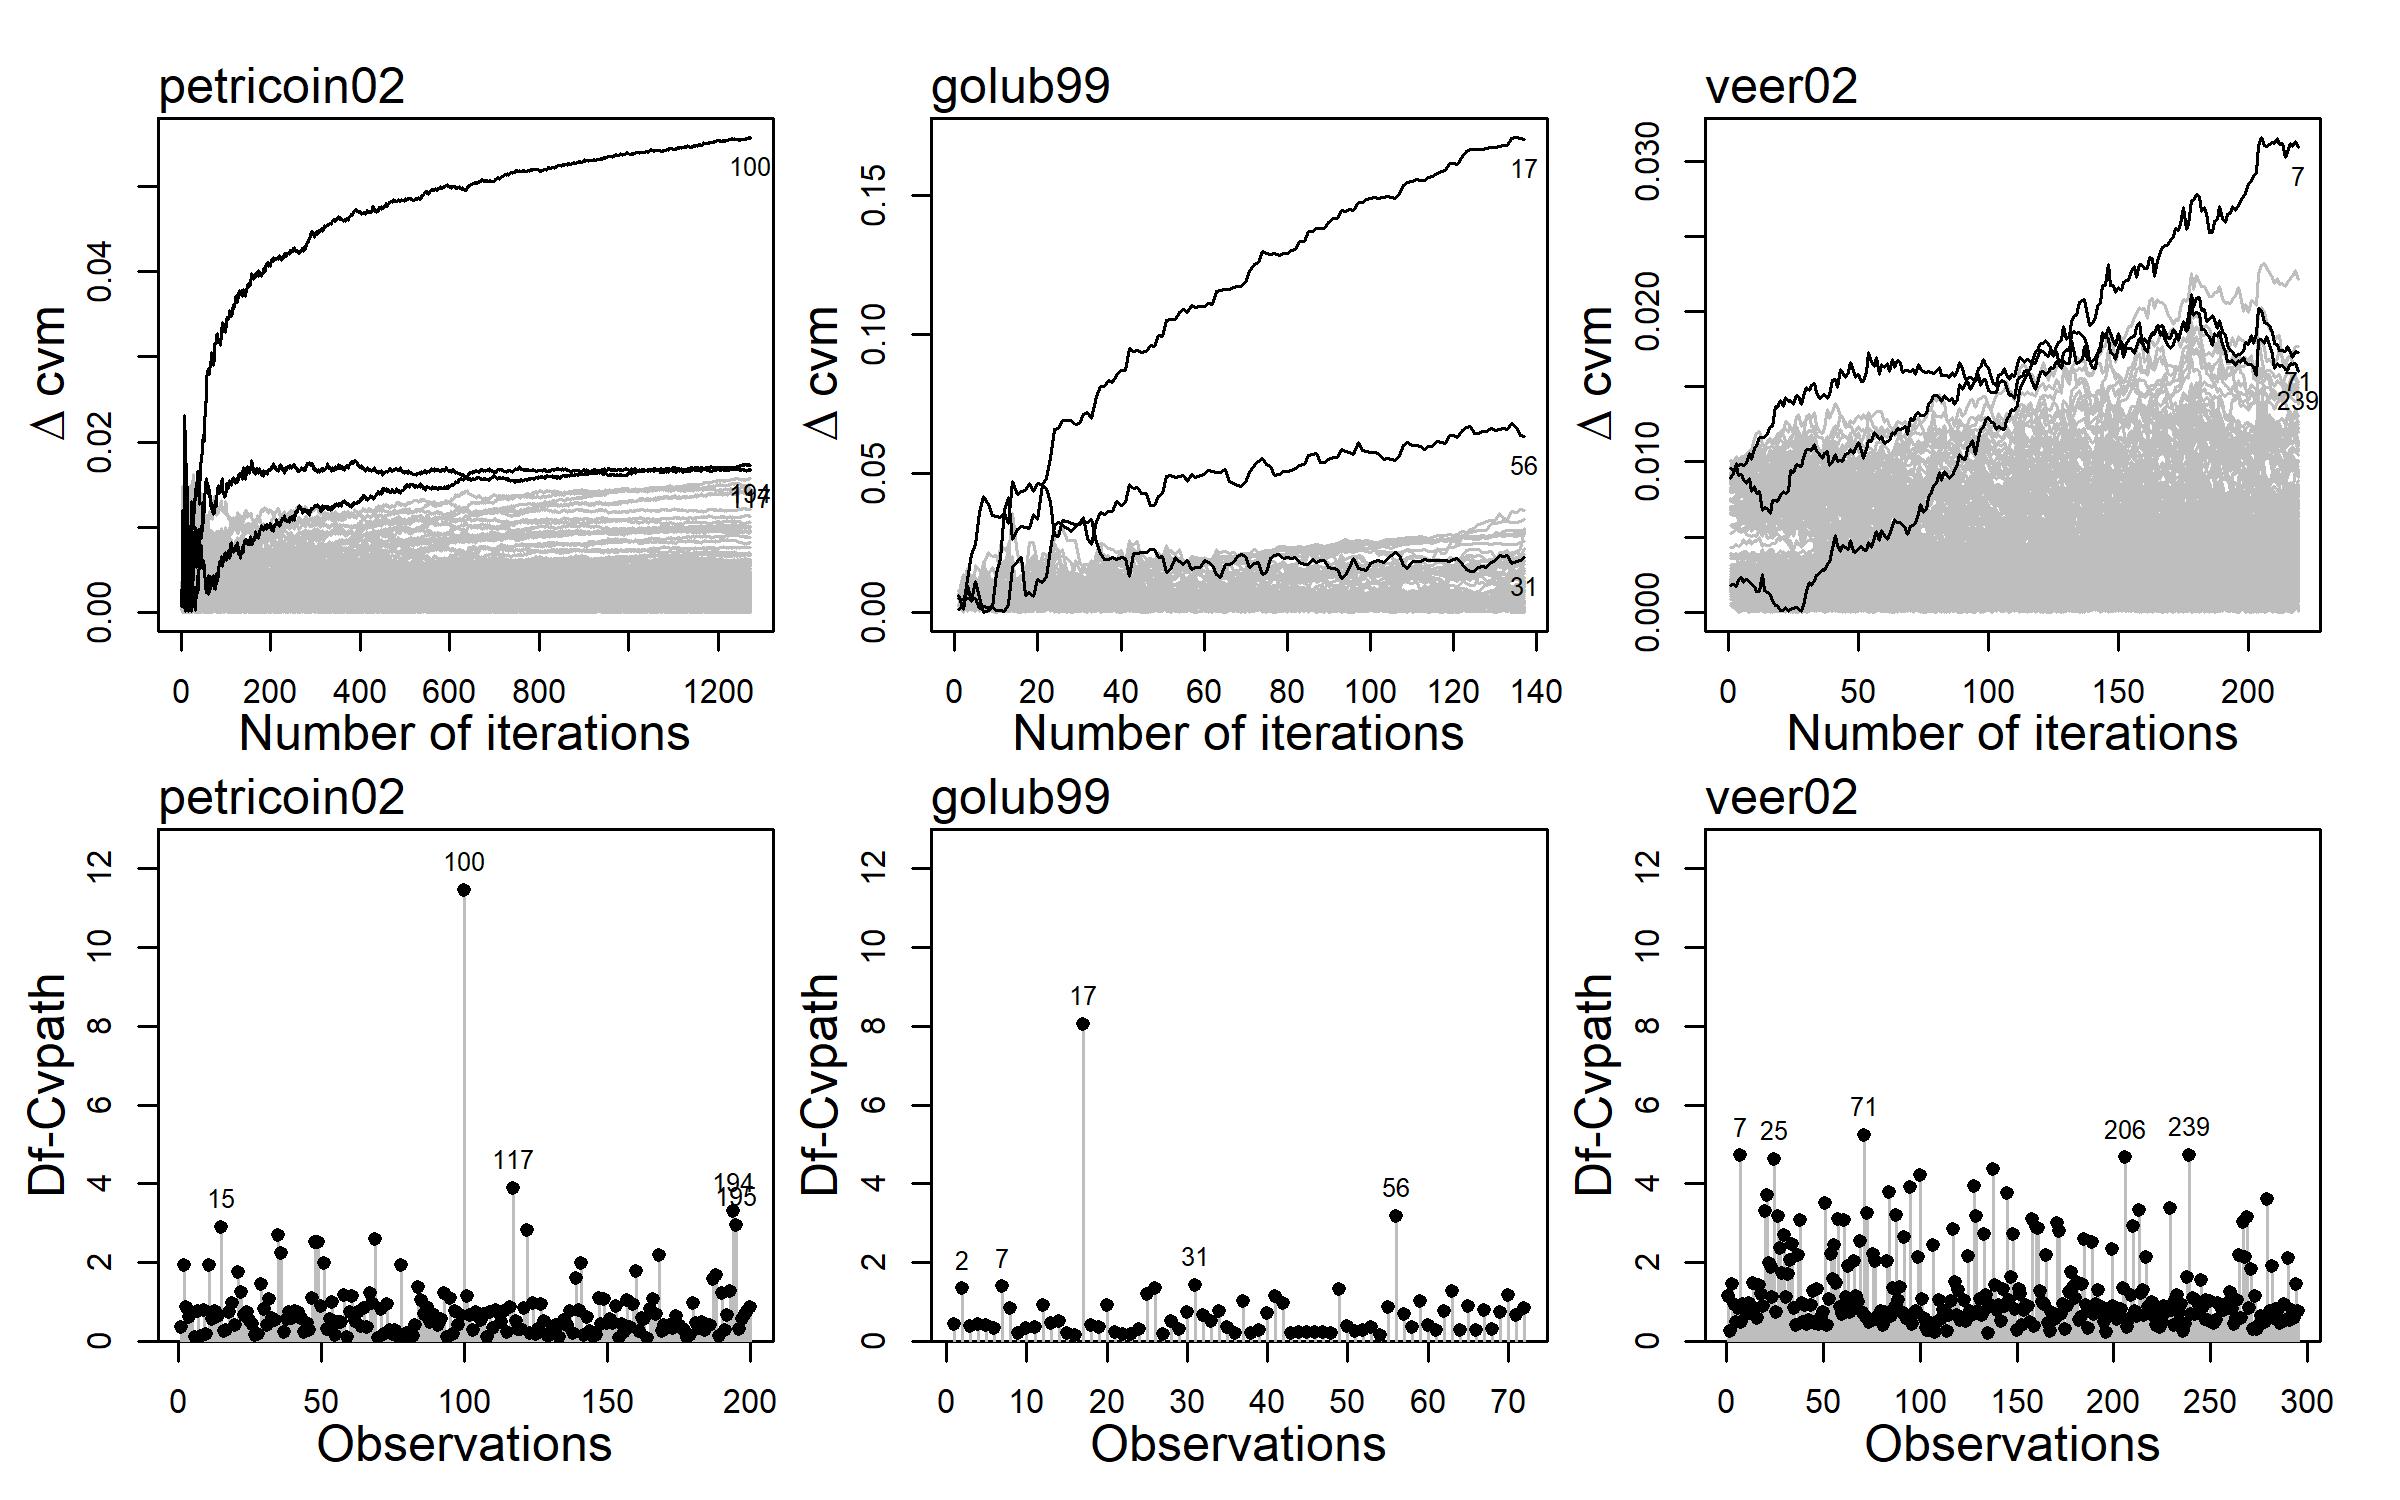 petricoin02
Δ cvm
0.00 0.02 0.04
100
194
117
0 200 400 600 800 1200
Number of iterations
golub99
Δ cvm
0.00 0.05 0.10 0.15
17
56
31
0 20 40 60 80 100 120 140
Number of iterations
veer02
Δ cvm
0.000 0.010 0.020 0.030
7
71
239
0 50 100 150 200
Number of iterations
petricoin02
Df-Cvpath
0 2 4 6 8 10 12
15
100
117
194
195
0 50 100 150 200
Observations
golub99
Df-Cvpath
0 2 4 6 8 10 12
2
7
17
31
56
0 10 20 30 40 50 60 70
Observations
veer02
Df-Cvpath
0 2 4 6 8 10 12
7
25
71
206
239
0 50 100 150 200 250 300
Observations